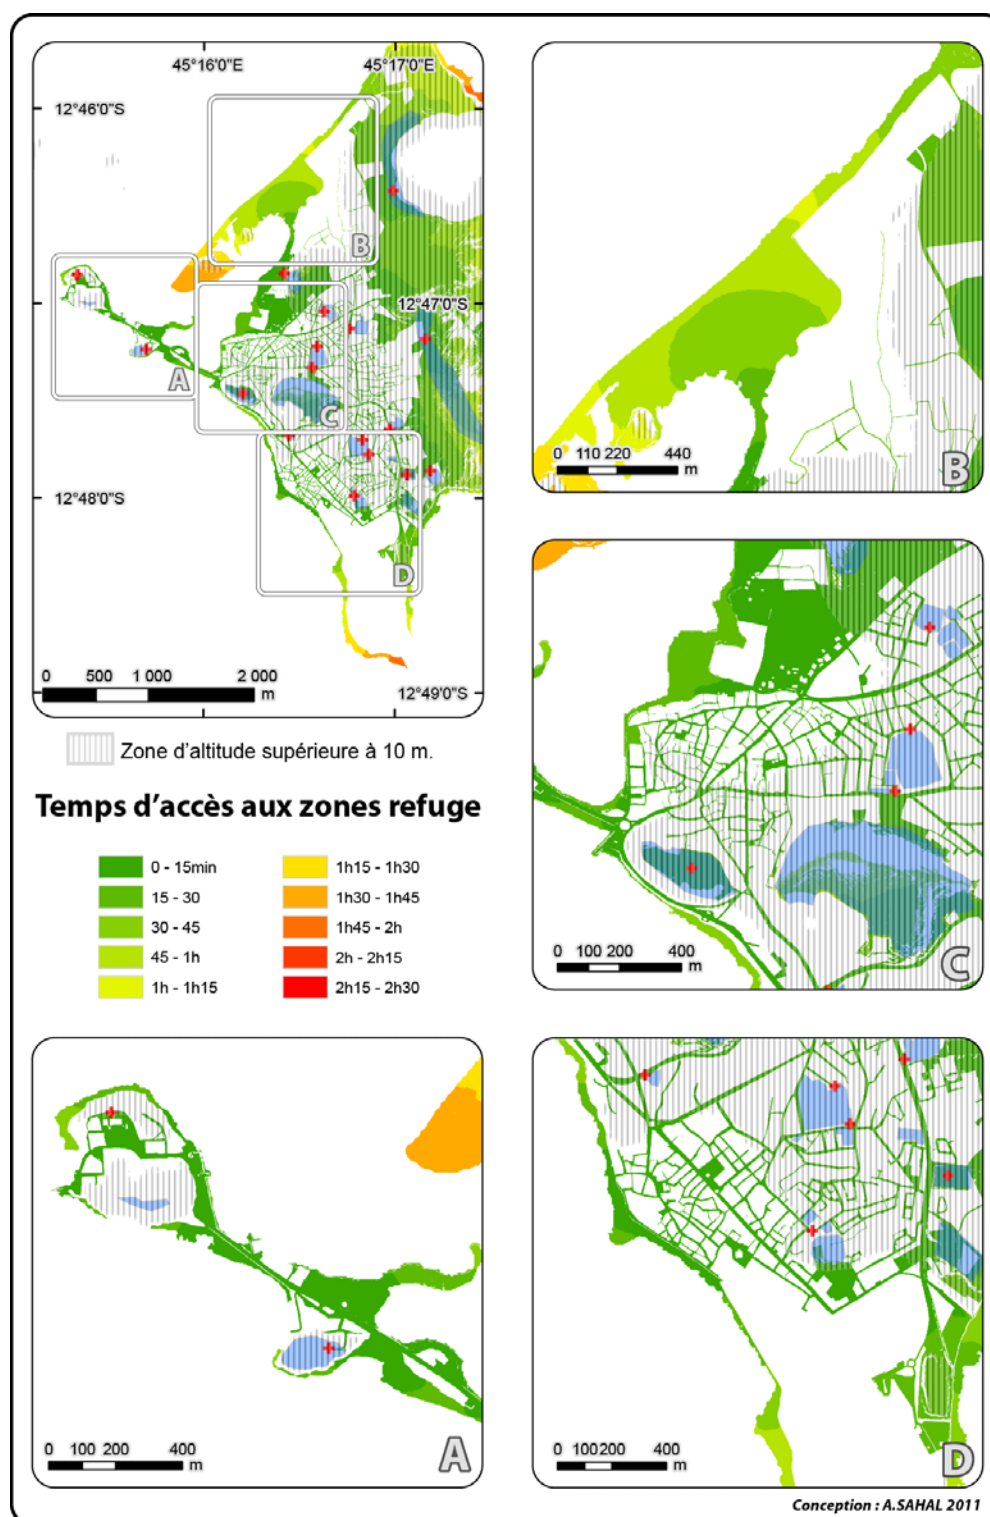 45°16'0"E 45°17'0"E
12°46'0"S
B
12°47'0"S
A
C
12°48'0"S
D
0 500 1 000 2 000
m
12°49'0"S
Zone d'altitude supérieure à 10 m.
Temps d'accès aux zones refuge
0 - 15min
15 - 30
30 - 45
45 - 1h
1h - 1h15
1h15 - 1h30
1h30 - 1h45
1h45 - 2h
2h - 2h15
2h15 - 2h30
0 110 220 440
m
B
0 100 200 400
m
C
0 100 200 400
m
A
0 100 200 400
m
D
Conception : A.SAHAL 2011